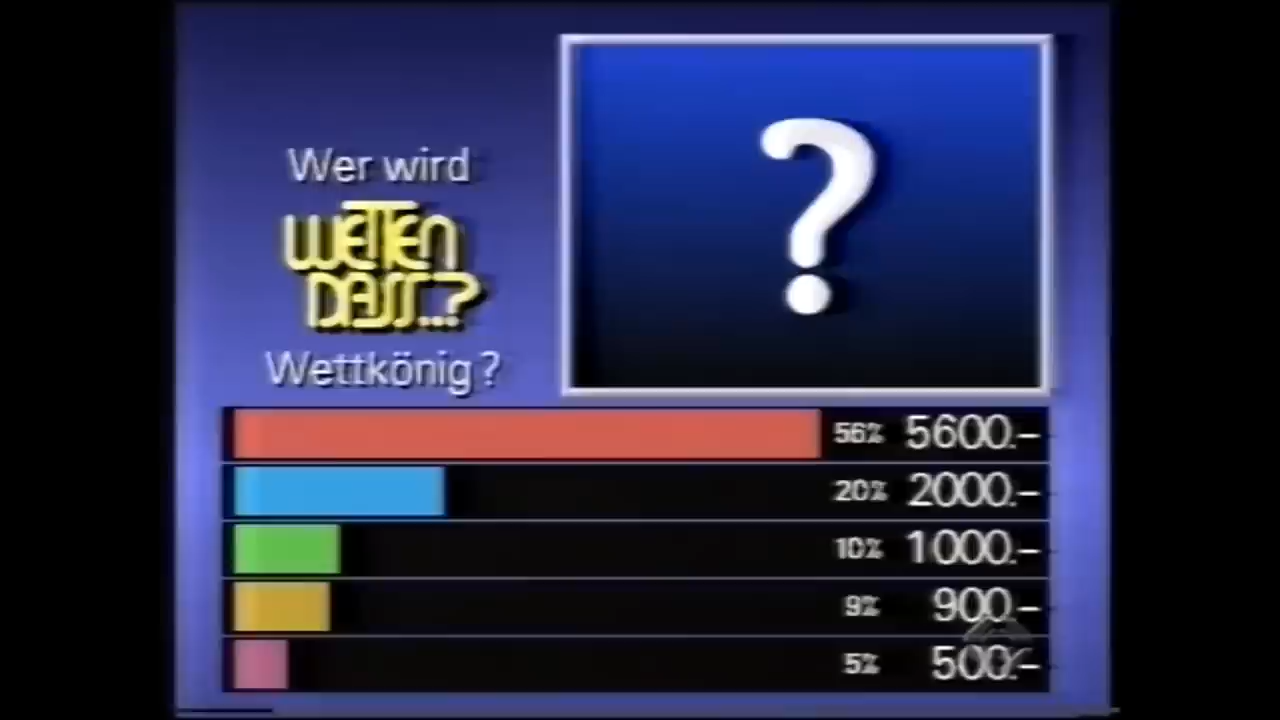 Wer wird
WETTEN
DASS..?
Wettkönig?
?
56% 5600.–
20% 2000.–
10% 1000.–
9% 900.–
5% 500.–